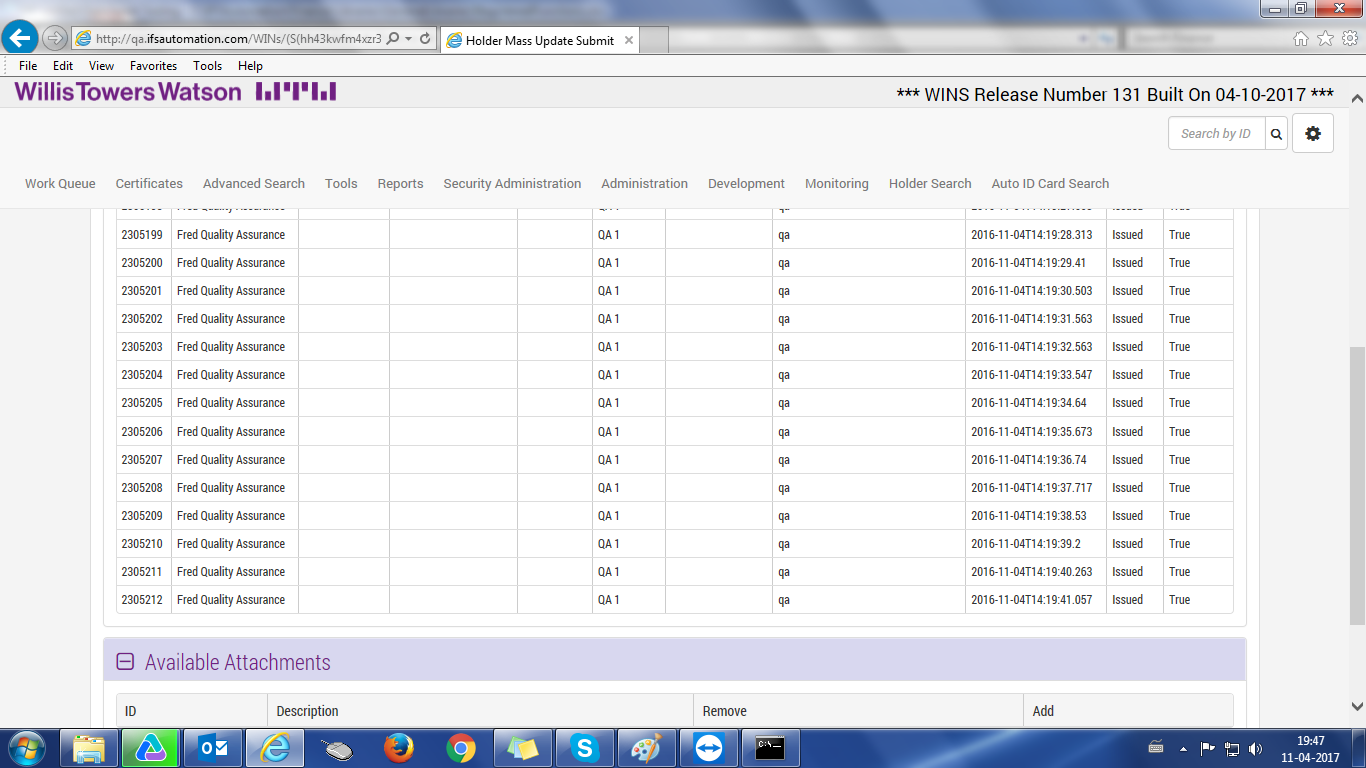 http://qa.ifsautomation.com/WINs/(S(hh43kwfm4xzr3
Holder Mass Update Submit
File Edit View Favorites Tools Help
Willis Towers Watson
*** WINS Release Number 131 Built On 04-10-2017 ***
Search by ID
Work Queue Certificates Advanced Search Tools Reports Security Administration Administration Development Monitoring Holder Search Auto ID Card Search
2305199 Fred Quality Assurance QA 1 qa 2016-11-04T14:19:28.313 Issued True
2305200 Fred Quality Assurance QA 1 qa 2016-11-04T14:19:29.41 Issued True
2305201 Fred Quality Assurance QA 1 qa 2016-11-04T14:19:30.503 Issued True
2305202 Fred Quality Assurance QA 1 qa 2016-11-04T14:19:31.563 Issued True
2305203 Fred Quality Assurance QA 1 qa 2016-11-04T14:19:32.563 Issued True
2305204 Fred Quality Assurance QA 1 qa 2016-11-04T14:19:33.547 Issued True
2305205 Fred Quality Assurance QA 1 qa 2016-11-04T14:19:34.64 Issued True
2305206 Fred Quality Assurance QA 1 qa 2016-11-04T14:19:35.673 Issued True
2305207 Fred Quality Assurance QA 1 qa 2016-11-04T14:19:36.74 Issued True
2305208 Fred Quality Assurance QA 1 qa 2016-11-04T14:19:37.717 Issued True
2305209 Fred Quality Assurance QA 1 qa 2016-11-04T14:19:38.53 Issued True
2305210 Fred Quality Assurance QA 1 qa 2016-11-04T14:19:39.2 Issued True
2305211 Fred Quality Assurance QA 1 qa 2016-11-04T14:19:40.263 Issued True
2305212 Fred Quality Assurance QA 1 qa 2016-11-04T14:19:41.057 Issued True
Available Attachments
ID Description Remove Add
19:47
11-04-2017